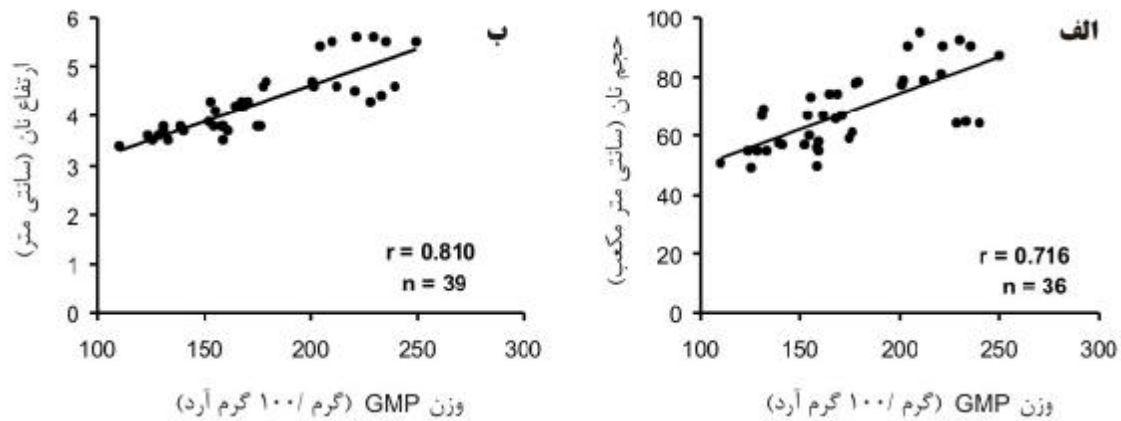 الف
حجم نان (سانتی متر مکعب)
100
80
60
40
20
0
r = 0.716
n = 36
100 150 200 250 300
وزن GMP (گرم /۱۰۰ گرم آرد)
ب
ارتفاع نان (سانتی متر)
6
5
4
3
2
1
0
r = 0.810
n = 39
100 150 200 250 300
وزن GMP (گرم /۱۰۰ گرم آرد)